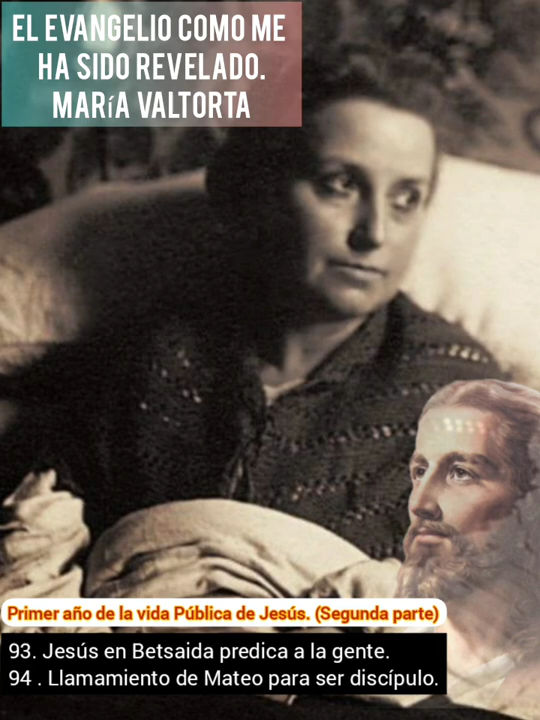 EL EVANGELIO COMO ME
HA SIDO REVELADO.
MARíA VALTORTA
Primer año de la vida Pública de Jesús. (Segunda parte)
93. Jesús en Betsaida predica a la gente.
94 . Llamamiento de Mateo para ser discípulo.